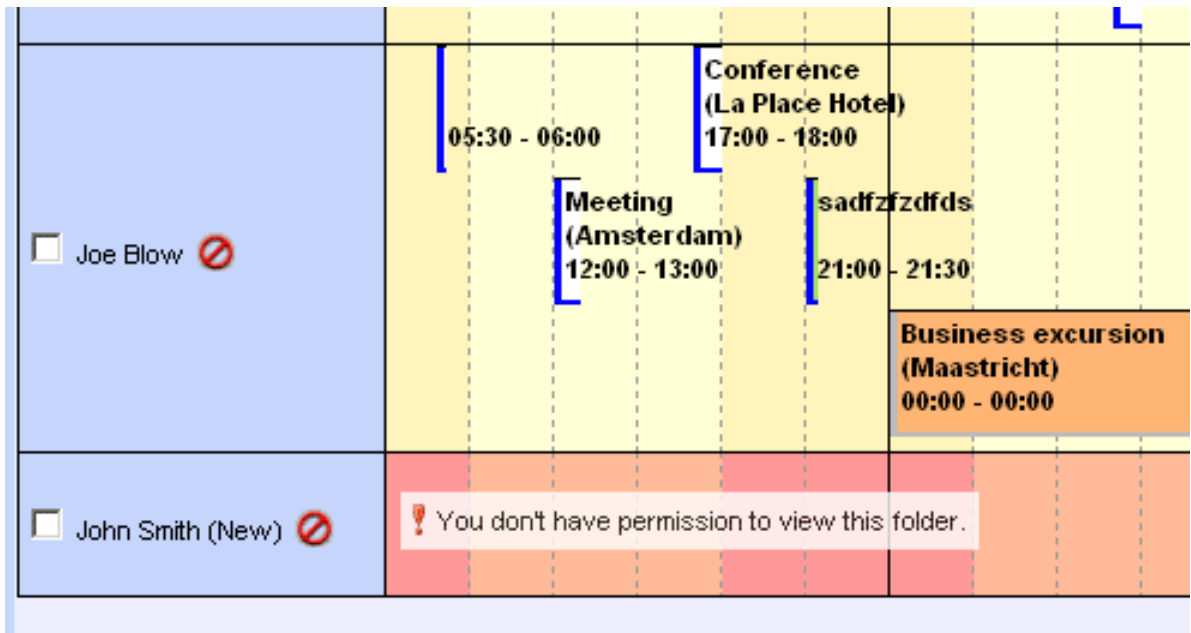 Joe Blow
05:30 - 06:00
Conference
(La Place Hotel)
17:00 - 18:00
Meeting
(Amsterdam)
12:00 - 13:00
sadfzfzdfds
21:00 - 21:30
Business excursion
(Maastricht)
00:00 - 00:00
John Smith (New)
You don't have permission to view this folder.